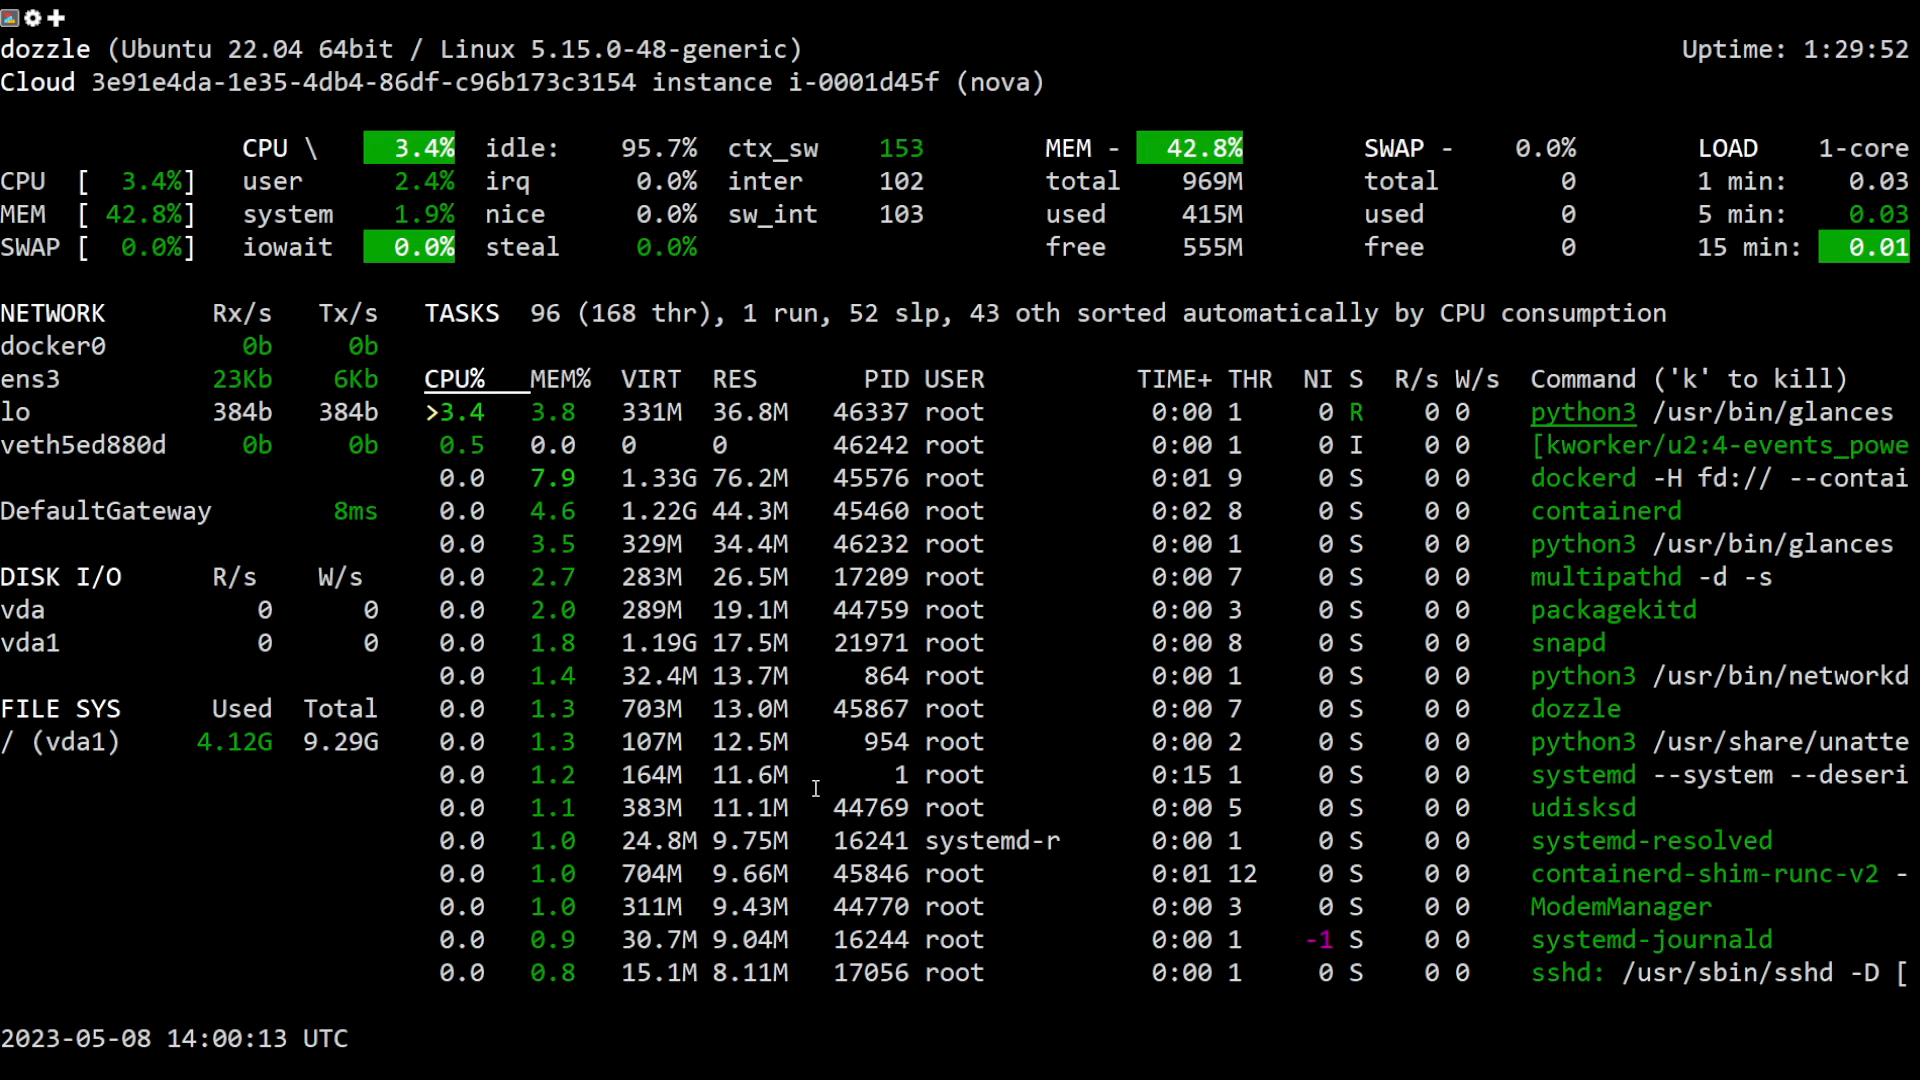 dozzle (Ubuntu 22.04 64bit / Linux 5.15.0-48-generic) Uptime: 1:29:52
Cloud 3e91e4da-1e35-4db4-86df-c96b173c3154 instance i-0001d45f (nova)
CPU \ 3.4% idle: 95.7% ctx_sw 153 MEM - 42.8% SWAP - 0.0% LOAD 1-core
CPU [ 3.4%] user 2.4% irq 0.0% inter 102 total 969M total 0 1 min: 0.03
MEM [ 42.8%] system 1.9% nice 0.0% sw_int 103 used 415M used 0 5 min: 0.03
SWAP [ 0.0%] iowait 0.0% steal 0.0% free 555M free 0 15 min: 0.01
NETWORK Rx/s Tx/s TASKS 96 (168 thr), 1 run, 52 slp, 43 oth sorted automatically by CPU consumption
docker0 0b 0b
ens3 23Kb 6Kb CPU% MEM% VIRT RES PID USER TIME+ THR NI S R/s W/s Command ('k' to kill)
lo 384b 384b >3.4 3.8 331M 36.8M 46337 root 0:00 1 0 R 0 0 python3 /usr/bin/glances
veth5ed880d 0b 0b 0.5 0.0 0 0 46242 root 0:00 1 0 I 0 0 [kworker/u2:4-events_powe
0.0 7.9 1.33G 76.2M 45576 root 0:01 9 0 S 0 0 dockerd -H fd:// --contai
DefaultGateway 8ms 0.0 4.6 1.22G 44.3M 45460 root 0:02 8 0 S 0 0 containerd
0.0 3.5 329M 34.4M 46232 root 0:00 1 0 S 0 0 python3 /usr/bin/glances
DISK I/O R/s W/s 0.0 2.7 283M 26.5M 17209 root 0:00 7 0 S 0 0 multipathd -d -s
vda 0 0 0.0 2.0 289M 19.1M 44759 root 0:00 3 0 S 0 0 packagekitd
vda1 0 0 0.0 1.8 1.19G 17.5M 21971 root 0:00 8 0 S 0 0 snapd
0.0 1.4 32.4M 13.7M 864 root 0:00 1 0 S 0 0 python3 /usr/bin/networkd
FILE SYS Used Total 0.0 1.3 703M 13.0M 45867 root 0:00 7 0 S 0 0 dozzle
/ (vda1) 4.12G 9.29G 0.0 1.3 107M 12.5M 954 root 0:00 2 0 S 0 0 python3 /usr/share/unatte
0.0 1.2 164M 11.6M 1 root 0:15 1 0 S 0 0 systemd --system --deseri
0.0 1.1 383M 11.1M 44769 root 0:00 5 0 S 0 0 udisksd
0.0 1.0 24.8M 9.75M 16241 systemd-r 0:00 1 0 S 0 0 systemd-resolved
0.0 1.0 704M 9.66M 45846 root 0:01 12 0 S 0 0 containerd-shim-runc-v2 -
0.0 1.0 311M 9.43M 44770 root 0:00 3 0 S 0 0 ModemManager
0.0 0.9 30.7M 9.04M 16244 root 0:00 1 -1 S 0 0 systemd-journald
0.0 0.8 15.1M 8.11M 17056 root 0:00 1 0 S 0 0 sshd: /usr/sbin/sshd -D [
2023-05-08 14:00:13 UTC